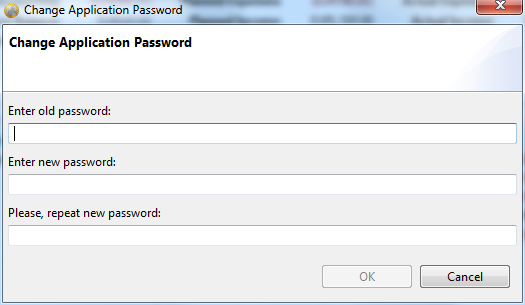 Change Application Password
Change Application Password
Enter old password:
Enter new password:
Please, repeat new password:
OK
Cancel